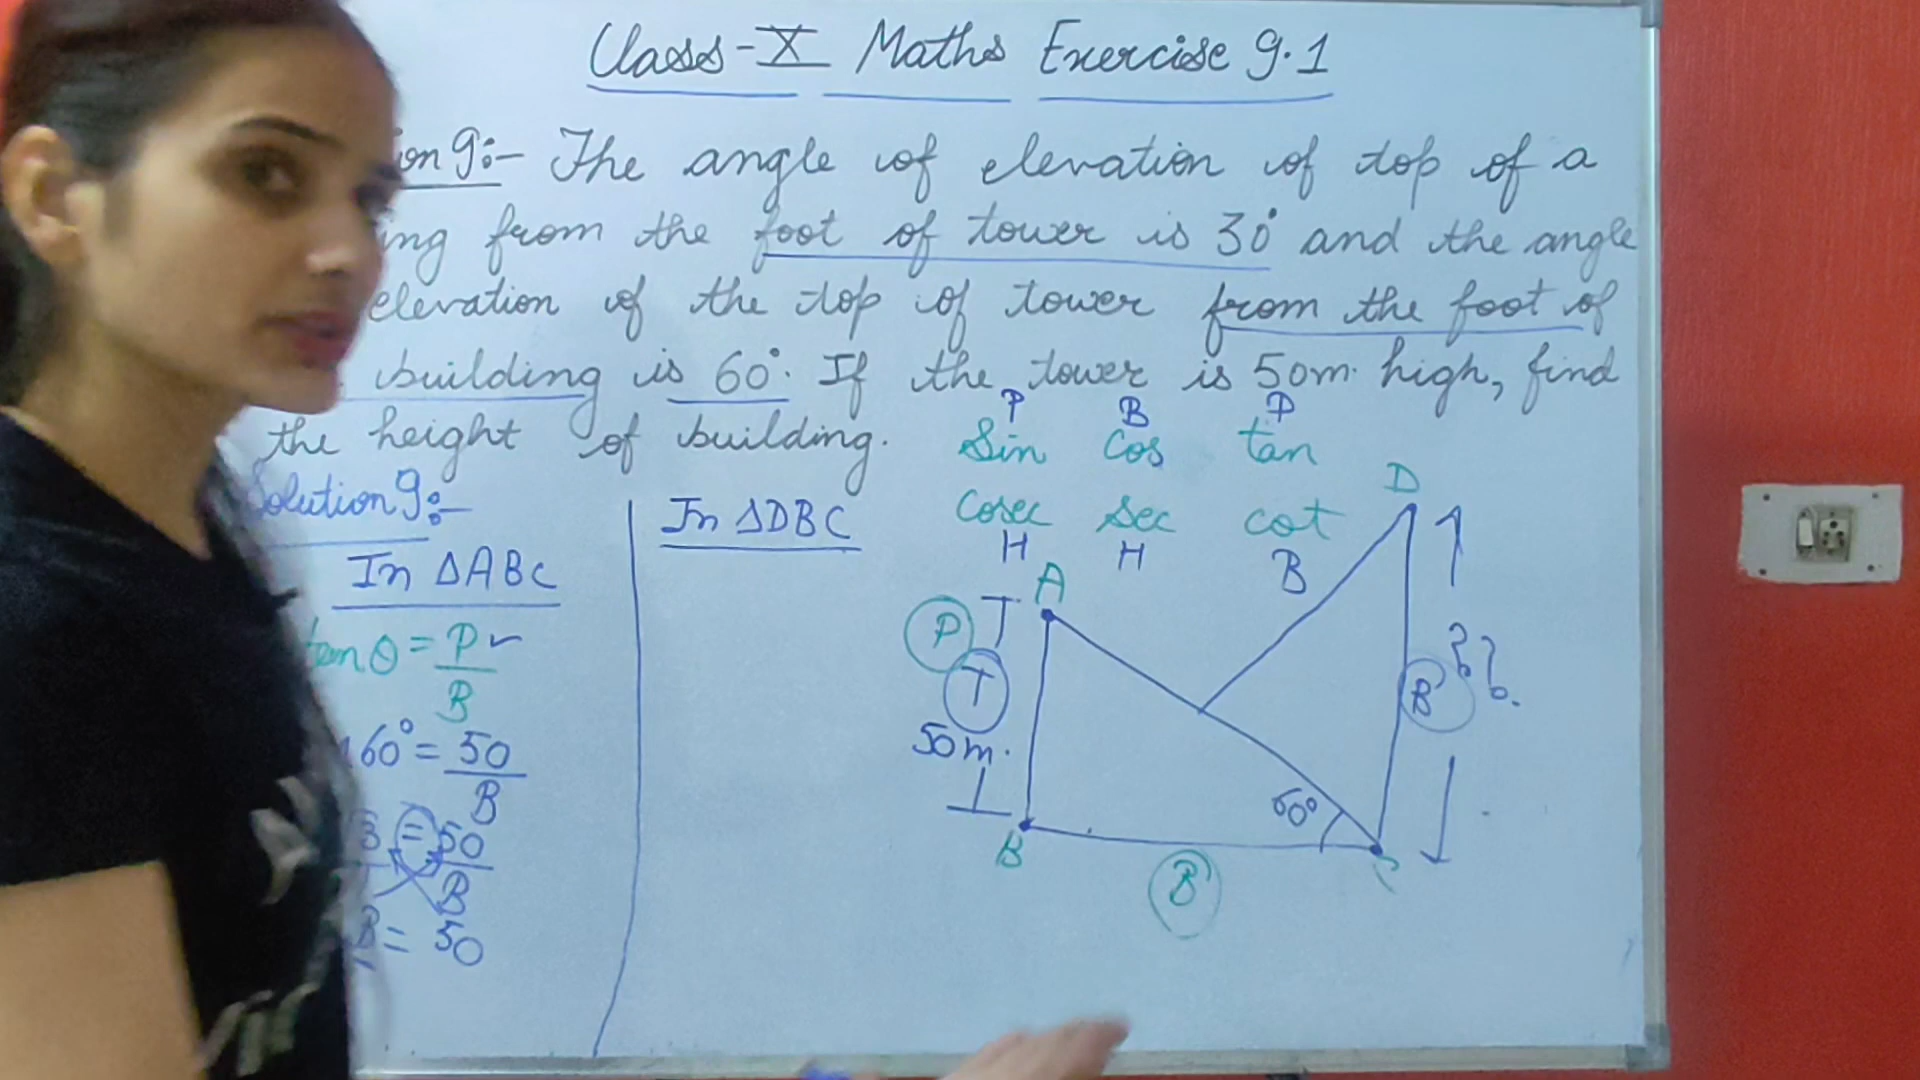 Class-X Maths Exercise 9.1
ion 9:- The angle of elevation of top of a
ing from the foot of tower is 30° and the angle
elevation of the top of tower from the foot of
building is 60°. If the tower is 50m. high, find
the height of building.
P B P
Sin Cos tan
Cosec Sec cot
H H B
Solution 9:-
In ΔABC
tan θ = P
B
60° = 50
B
= 50
B
B = 50
In ΔDBC
D
A
P
T
50m.
B
??.
60°
B
C
B